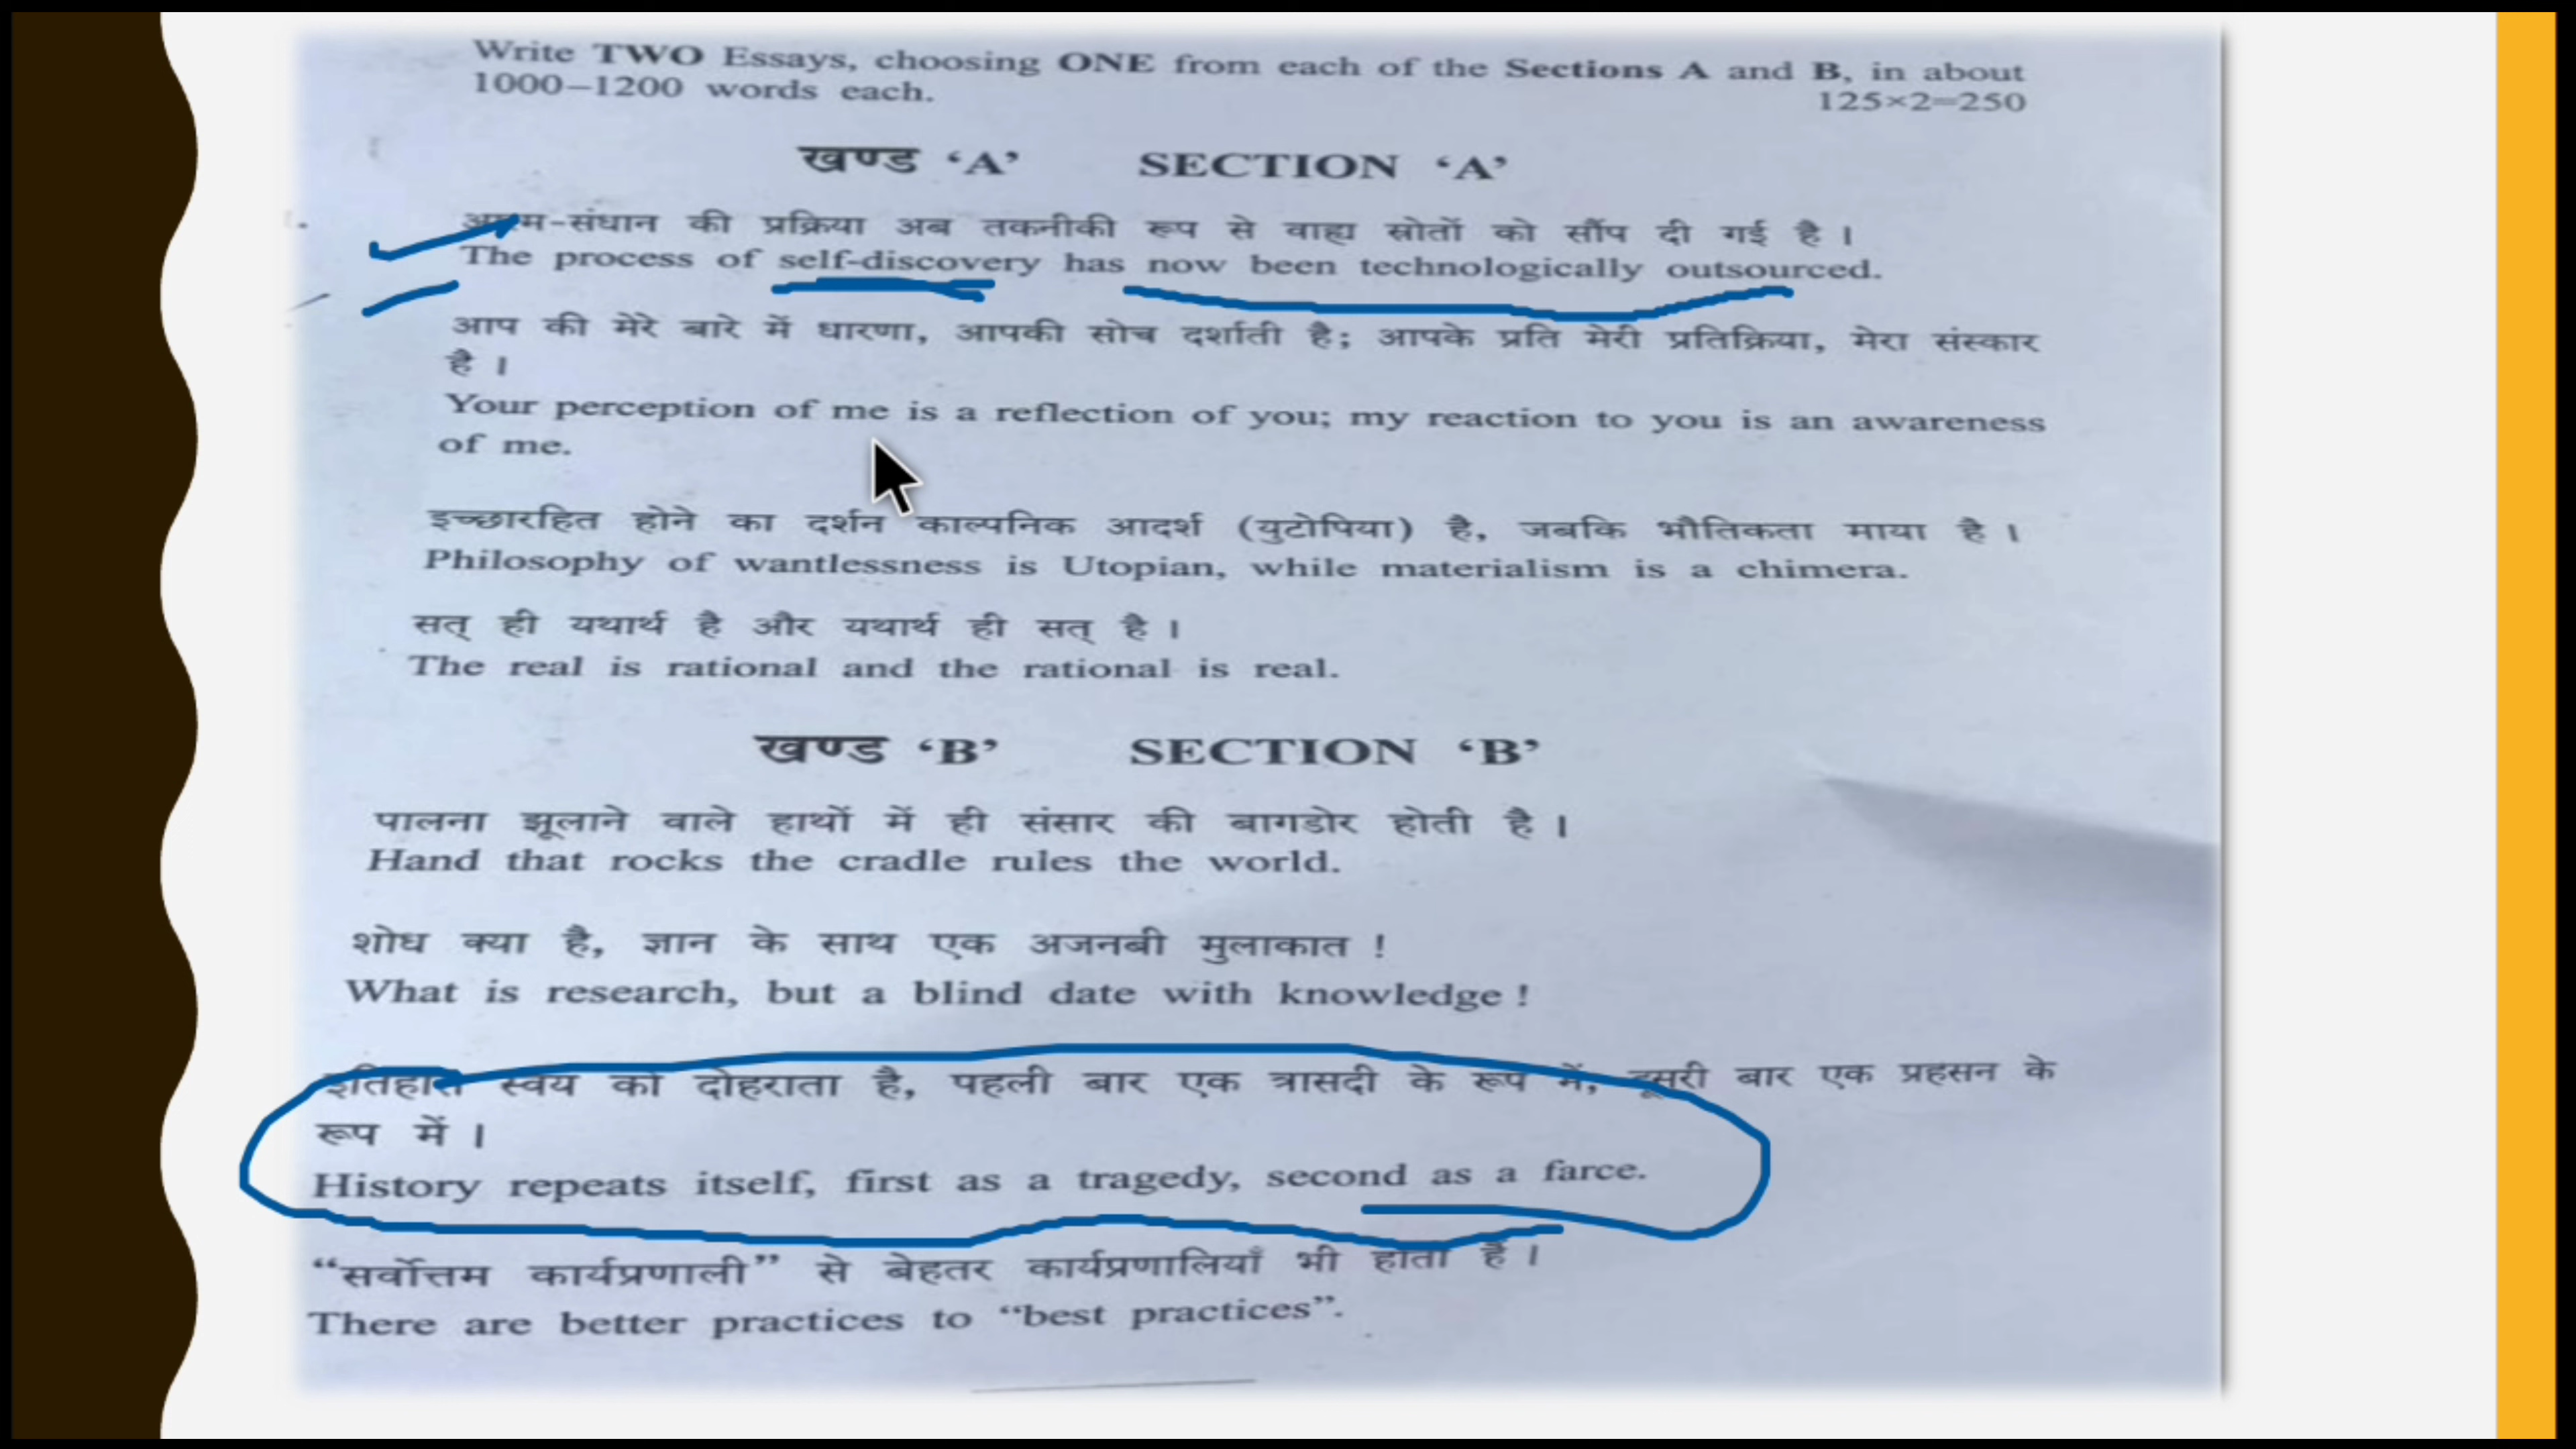 Write TWO Essays, choosing ONE from each of the Sections A and B, in about
1000–1200 words each.
125×2=250
खण्ड ‘A’ SECTION ‘A’
आत्म-संधान की प्रक्रिया अब तकनीकी रूप से वाह्य स्रोतों को सौंप दी गई है ।
The process of self-discovery has now been technologically outsourced.
आप की मेरे बारे में धारणा, आपकी सोच दर्शाती है; आपके प्रति मेरी प्रतिक्रिया, मेरा संस्कार
है ।
Your perception of me is a reflection of you; my reaction to you is an awareness
of me.
इच्छारहित होने का दर्शन काल्पनिक आदर्श (युटोपिया) है, जबकि भौतिकता माया है ।
Philosophy of wantlessness is Utopian, while materialism is a chimera.
सत् ही यथार्थ है और यथार्थ ही सत् है ।
The real is rational and the rational is real.
खण्ड ‘B’ SECTION ‘B’
पालना झूलाने वाले हाथों में ही संसार की बागडोर होती है ।
Hand that rocks the cradle rules the world.
शोध क्या है, ज्ञान के साथ एक अजनबी मुलाकात !
What is research, but a blind date with knowledge !
इतिहास स्वयं को दोहराता है, पहली बार एक त्रासदी के रूप में, दूसरी बार एक प्रहसन के
रूप में ।
History repeats itself, first as a tragedy, second as a farce.
“सर्वोत्तम कार्यप्रणाली” से बेहतर कार्यप्रणालियाँ भी होती हैं ।
There are better practices to “best practices”.